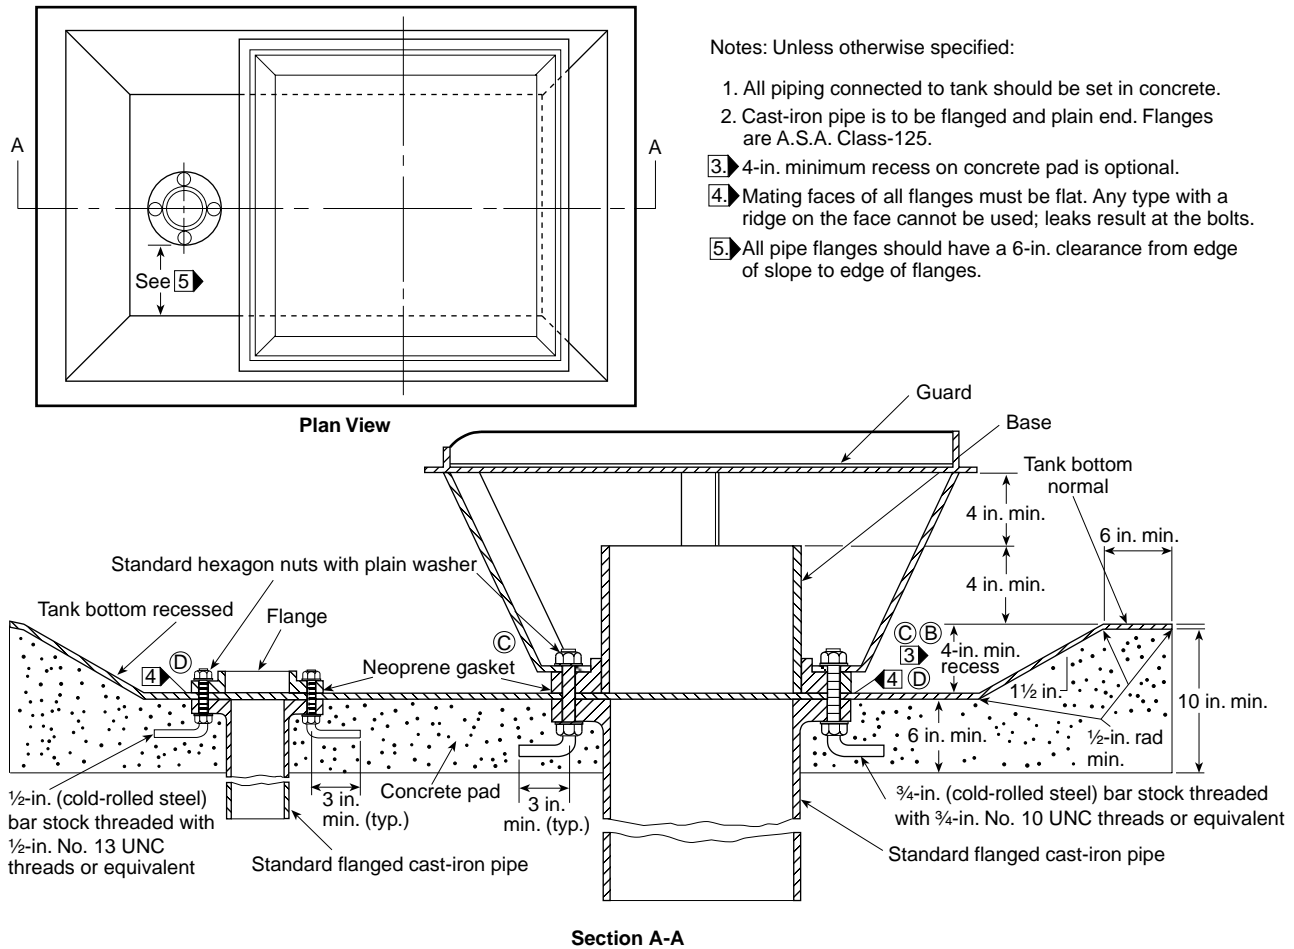 Notes: Unless otherwise specified:
1. All piping connected to tank should be set in concrete.
2. Cast-iron pipe is to be flanged and plain end. Flanges
are A.S.A. Class-125.
3. 4-in. minimum recess on concrete pad is optional.
4. Mating faces of all flanges must be flat. Any type with a
ridge on the face cannot be used; leaks result at the bolts.
5. All pipe flanges should have a 6-in. clearance from edge
of slope to edge of flanges.
A
A
See 5
Plan View
Guard
Base
Tank bottom
normal
4 in. min.
6 in. min.
4 in. min.
Standard hexagon nuts with plain washer
Tank bottom recessed
Flange
C
C B
3
4-in. min.
recess
4 D
Neoprene gasket
4 D
1½ in.
10 in. min.
6 in. min.
½-in. rad
min.
3 in.
min. (typ.)
Concrete pad
3 in.
min. (typ.)
½-in. (cold-rolled steel)
bar stock threaded with
½-in. No. 13 UNC
threads or equivalent
¾-in. (cold-rolled steel) bar stock threaded
with ¾-in. No. 10 UNC threads or equivalent
Standard flanged cast-iron pipe
Standard flanged cast-iron pipe
Section A-A